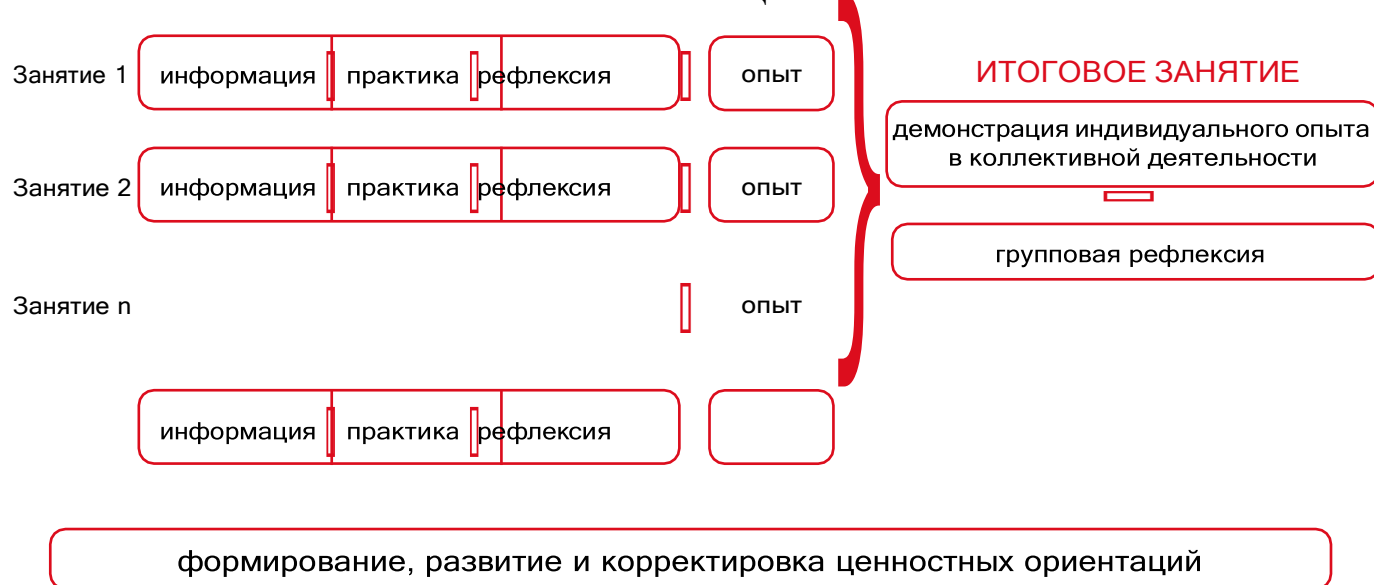 Занятие 1 информация практика рефлексия опыт
Занятие 2 информация практика рефлексия опыт
Занятие n опыт
информация практика рефлексия
ИТОГОВОЕ ЗАНЯТИЕ
демонстрация индивидуального опыта
в коллективной деятельности
групповая рефлексия
формирование, развитие и корректировка ценностных ориентаций